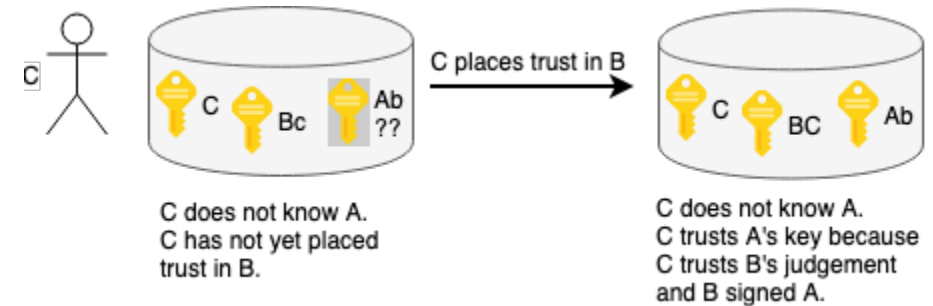 C
C
Bc
Ab
??
C places trust in B
C
BC
Ab
C does not know A.
C has not yet placed
trust in B.
C does not know A.
C trusts A's key because
C trusts B's judgement
and B signed A.